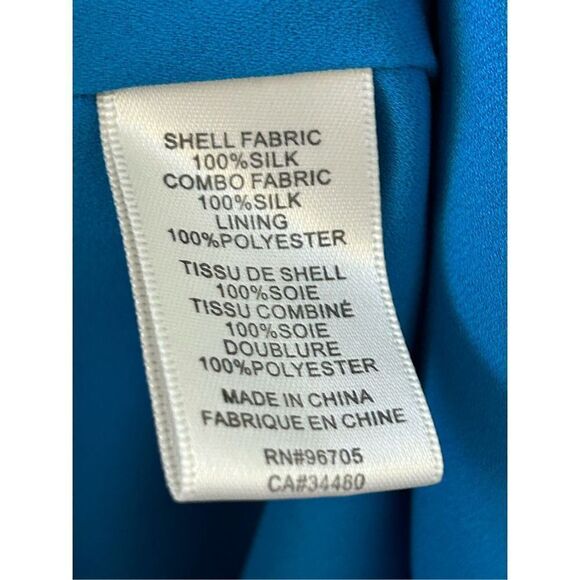 SHELL FABRIC
100%SILK
COMBO FABRIC
100%SILK
LINING
100%POLYESTER
TISSU DE SHELL
100%SOIE
TISSU COMBINÉ
100%SOIE
DOUBLURE
100%POLYESTER
MADE IN CHINA
FABRIQUE EN CHINE
RN#96705
CA#34480